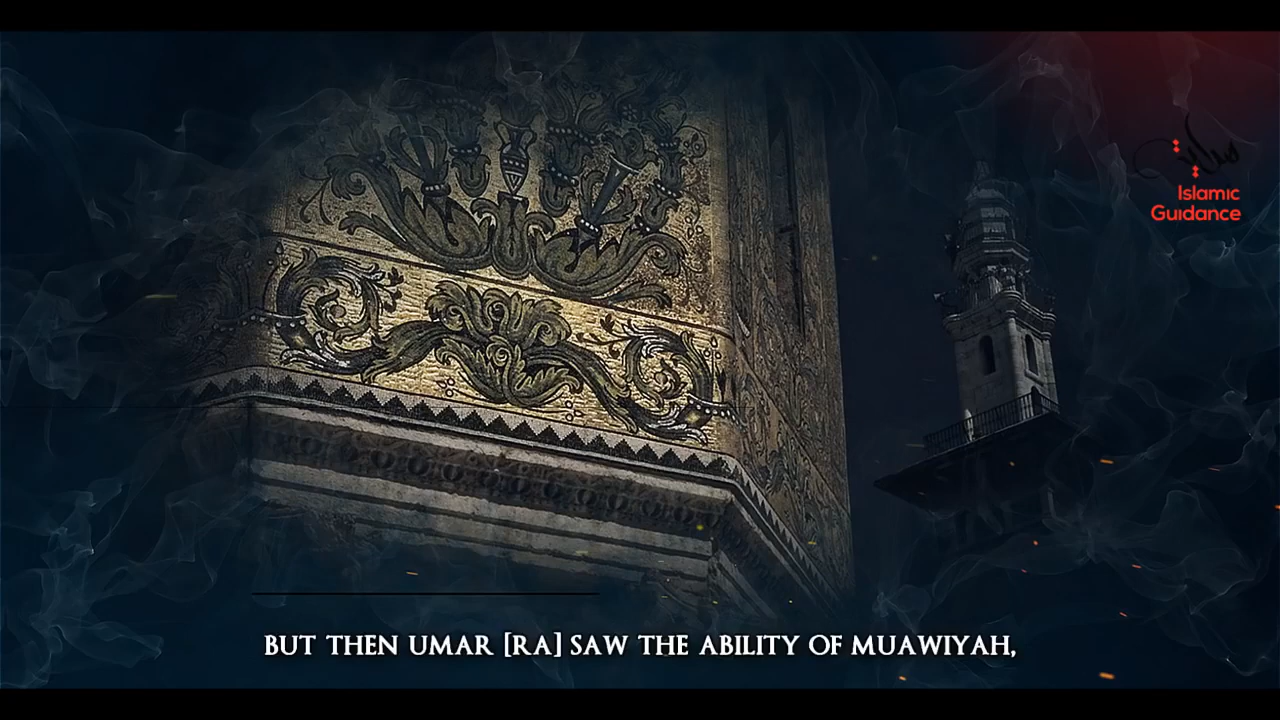 Islamic
Guidance
BUT THEN UMAR [RA] SAW THE ABILITY OF MUAWIYAH,